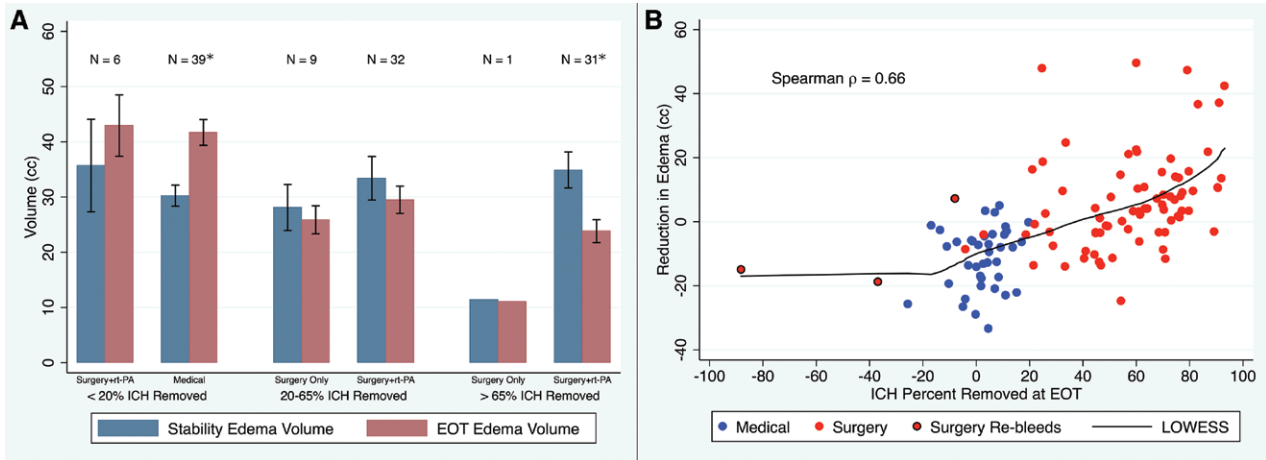 A
N = 6 N = 39* N = 9 N = 32 N = 1 N = 31*
60
50
40
30
20
10
0
Volume (cc)
Surgery+rt-PA Medical Surgery Only Surgery+rt-PA Surgery Only Surgery+rt-PA
< 20% ICH Removed 20-65% ICH Removed > 65% ICH Removed
Stability Edema Volume EOT Edema Volume
B
Spearman ρ = 0.66
60
40
20
0
-20
-40
Reduction in Edema (cc)
-100 -80 -60 -40 -20 0 20 40 60 80 100
ICH Percent Removed at EOT
Medical Surgery Surgery Re-bleeds LOWESS